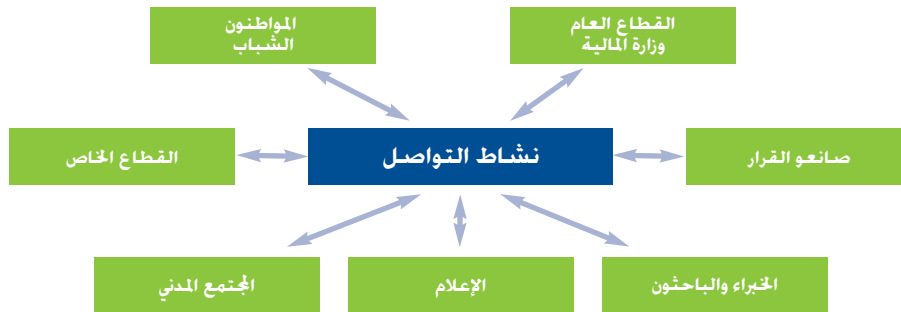 القطاع العام
وزارة المالية
المواطنون
الشباب
صانعو القرار
نشاط التواصل
القطاع الخاص
الخبراء والباحثون
الإعلام
المجتمع المدني